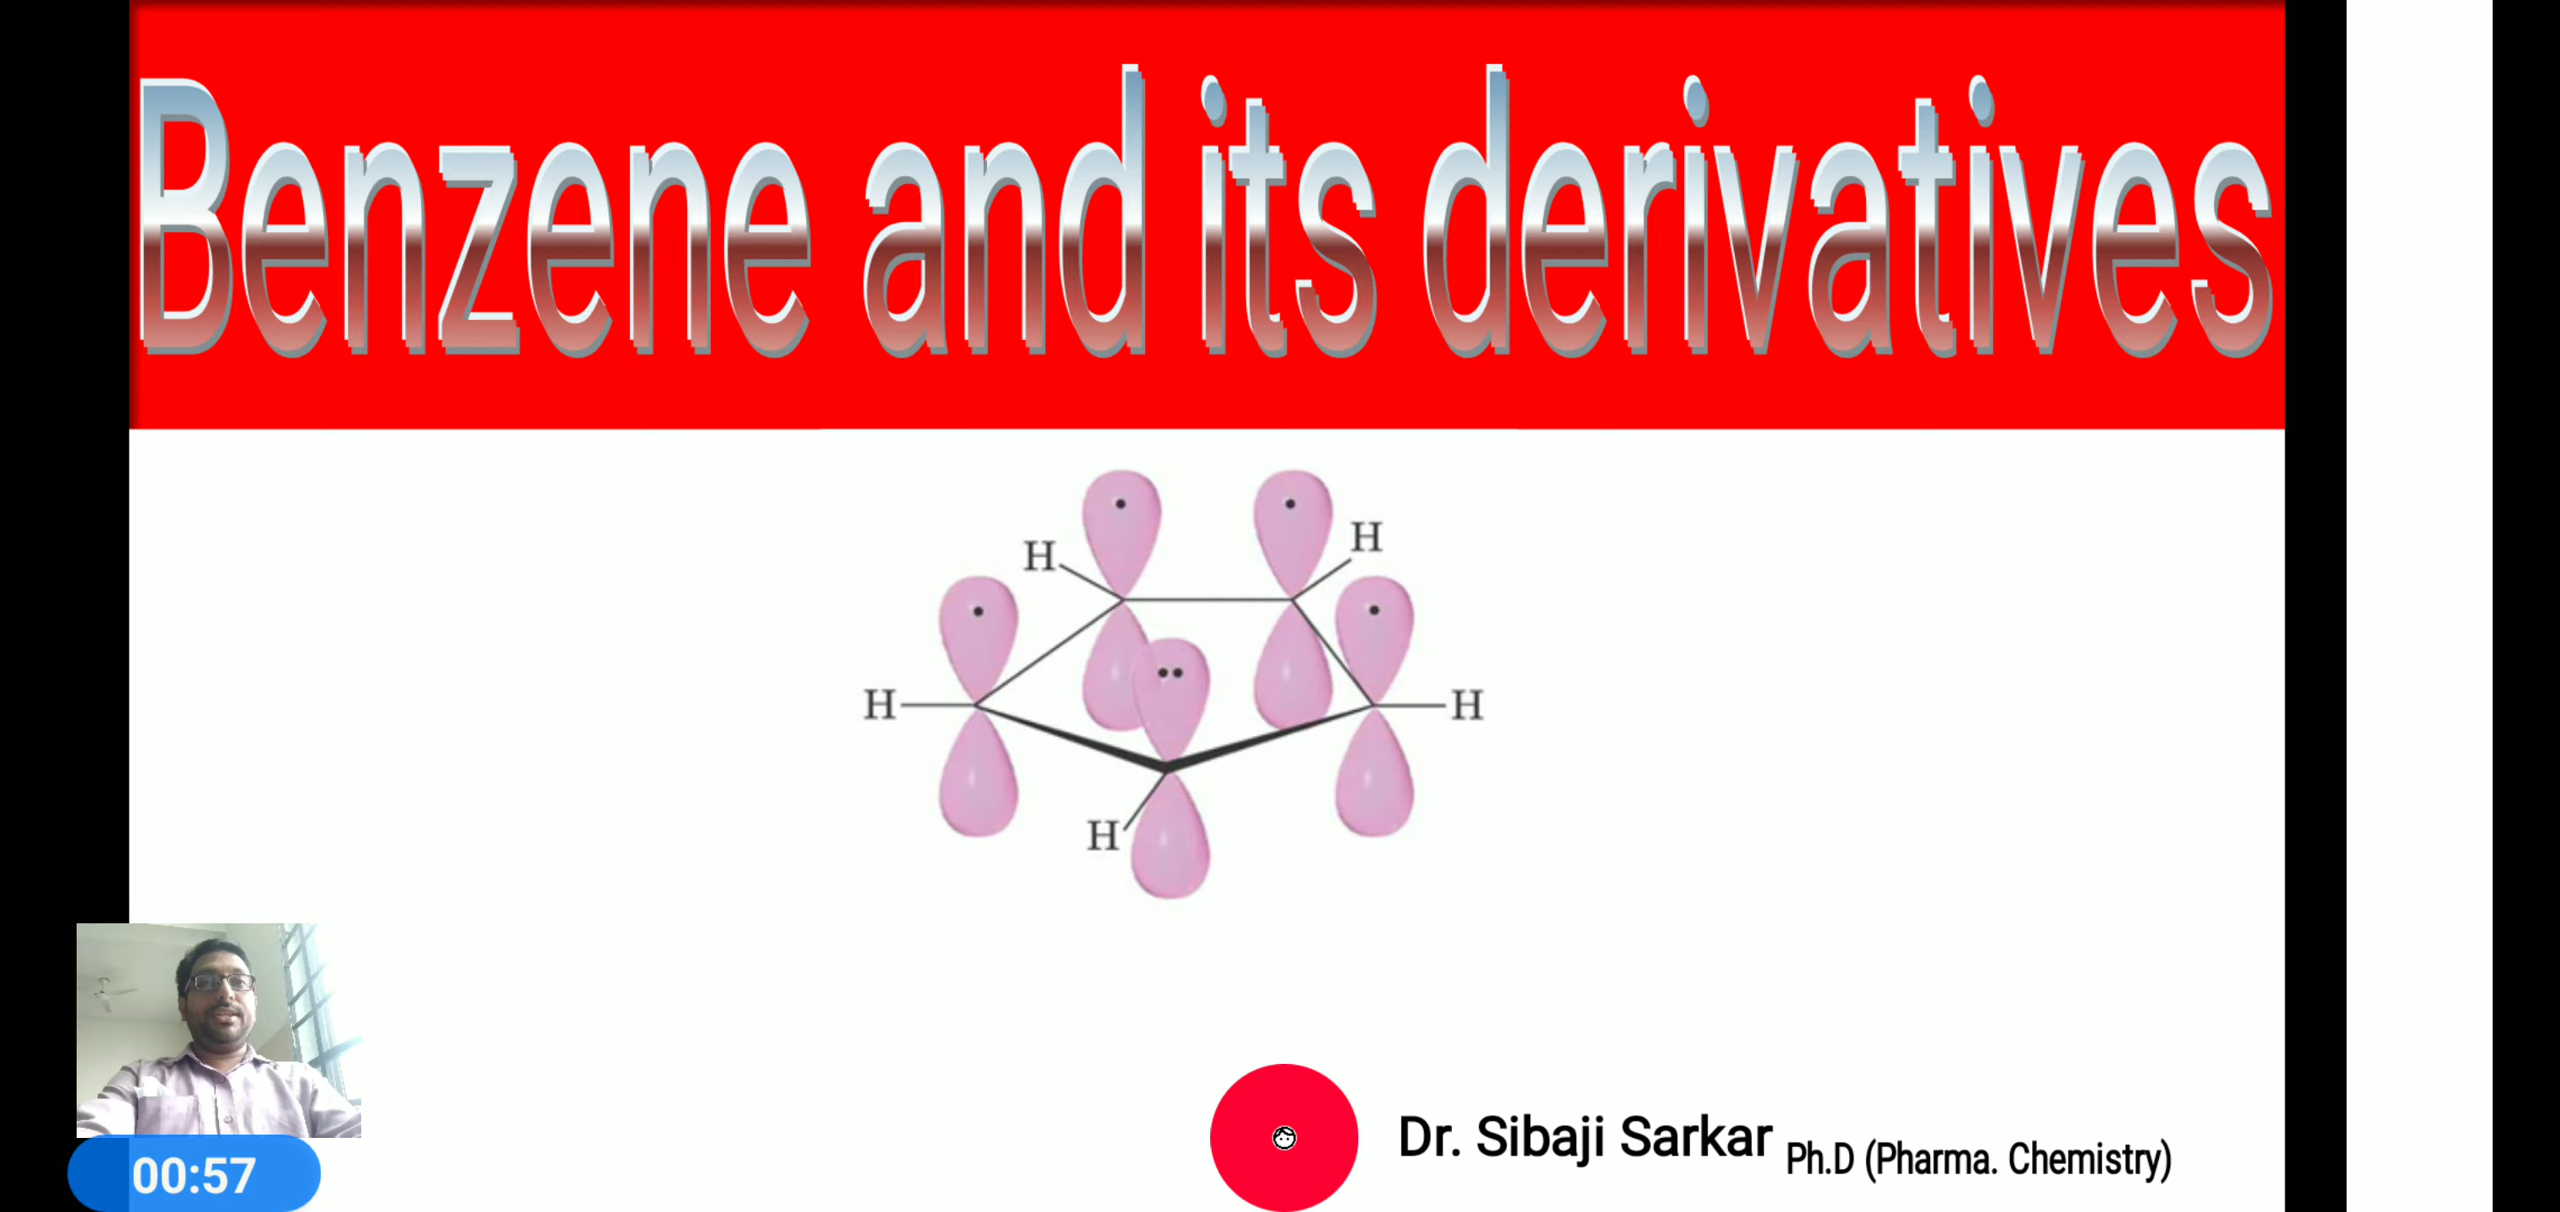 Benzene and its derivatives
H
H
H
H
H
Dr. Sibaji Sarkar Ph.D (Pharma. Chemistry)
00:57